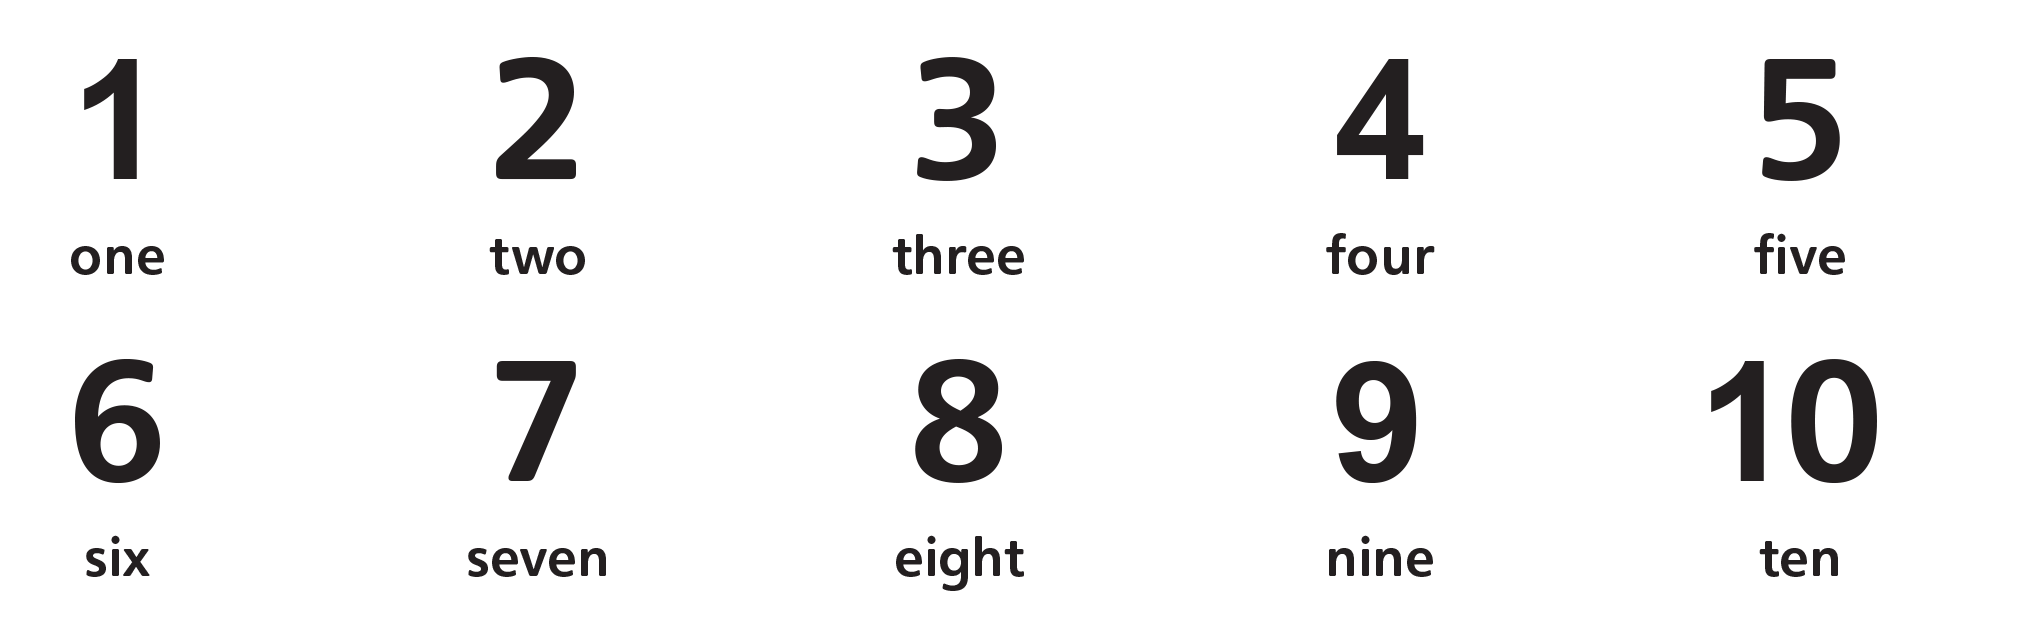 1 2 3 4 5
one two three four five
6 7 8 9 10
six seven eight nine ten